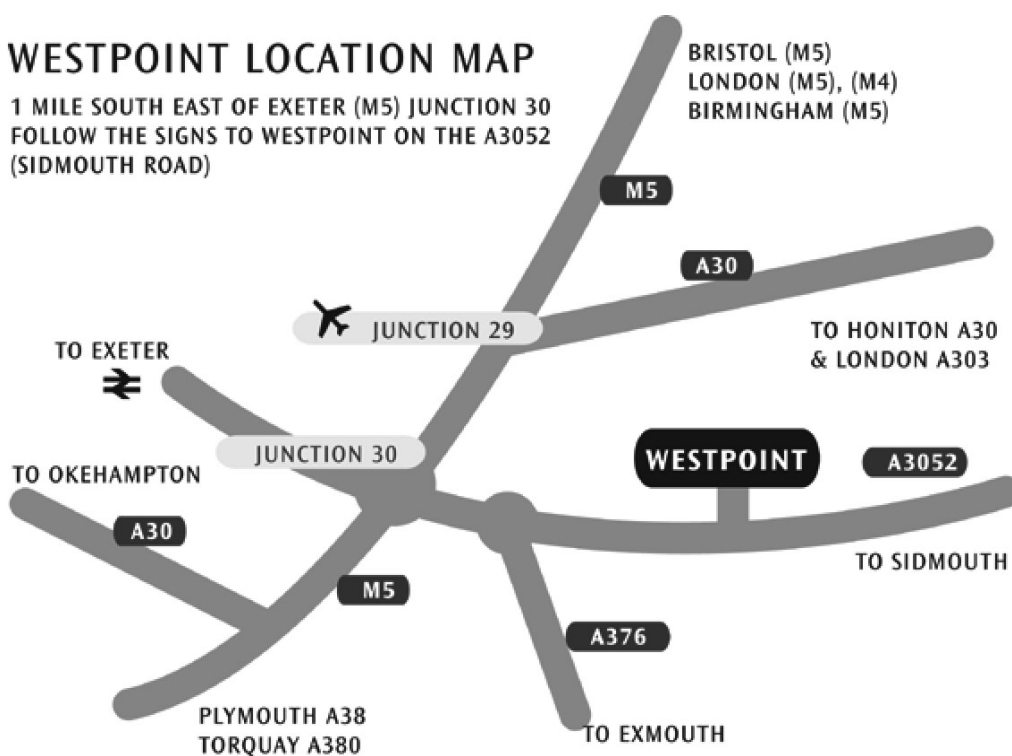 WESTPOINT LOCATION MAP
1 MILE SOUTH EAST OF EXETER (M5) JUNCTION 30
FOLLOW THE SIGNS TO WESTPOINT ON THE A3052
(SIDMOUTH ROAD)
BRISTOL (M5)
LONDON (M5), (M4)
BIRMINGHAM (M5)
M5
A30
JUNCTION 29
TO HONITON A30
& LONDON A303
TO EXETER
JUNCTION 30
WESTPOINT
A3052
TO OKEHAMPTON
A30
TO SIDMOUTH
M5
A376
PLYMOUTH A38
TORQUAY A380
TO EXMOUTH